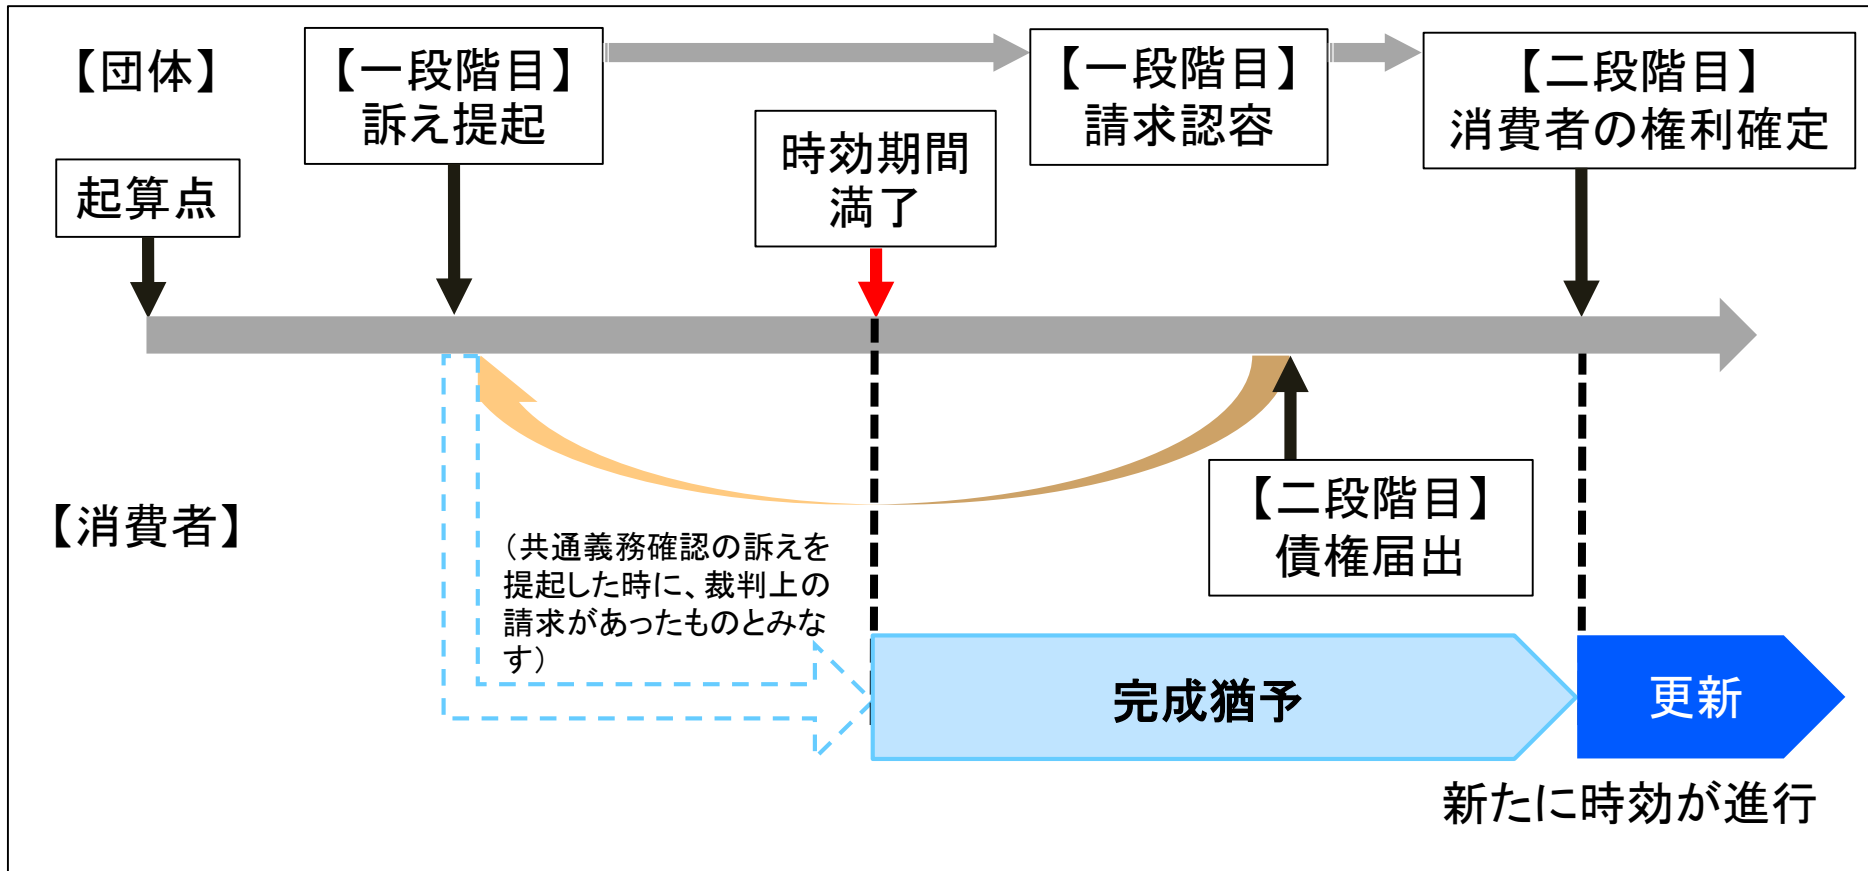 【団体】
【一段階目】
訴え提起
【一段階目】
請求認容
【二段階目】
消費者の権利確定
起算点
時効期間
満了
【消費者】
（共通義務確認の訴えを
提起した時に、裁判上の
請求があったものとみな
す）
【二段階目】
債権届出
完成猶予
更新
新たに時効が進行